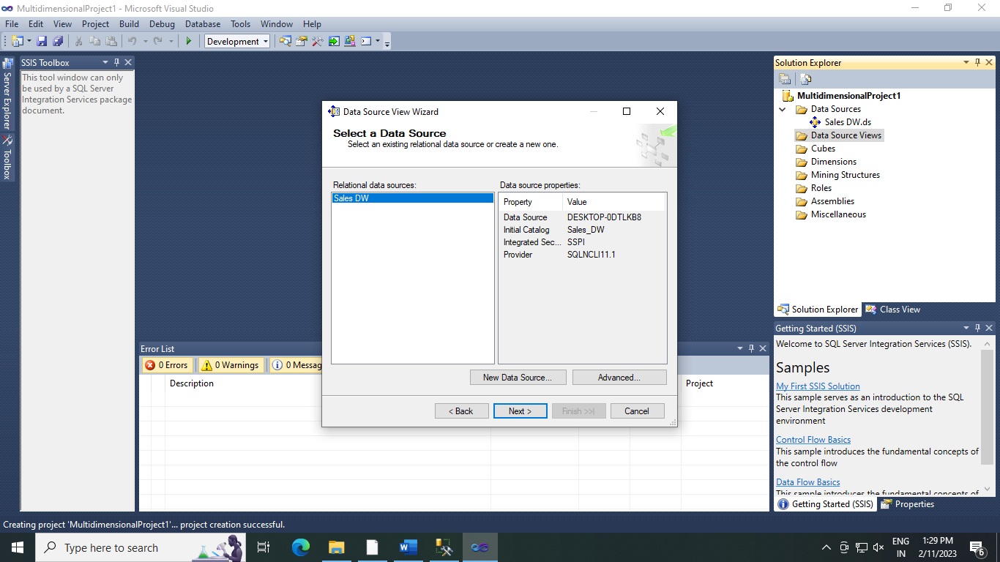 MultidimensionalProject1 - Microsoft Visual Studio
File Edit View Project Build Debug Database Tools Window Help
Development
Server Explorer
Toolbox
SSIS Toolbox
This tool window can only
be used by a SQL Server
Integration Services package
document.
Data Source View Wizard
Select a Data Source
Select an existing relational data source or create a new one.
Relational data sources:
Sales DW
Data source properties:
Property Value
Data Source DESKTOP-0DTLKB8
Initial Catalog Sales_DW
Integrated Sec... SSPI
Provider SQLNCLI11.1
New Data Source... Advanced...
< Back Next > Finish >>| Cancel
Error List
0 Errors 0 Warnings 0 Messag
Description Project
Solution Explorer
MultidimensionalProject1
Data Sources
Sales DW.ds
Data Source Views
Cubes
Dimensions
Mining Structures
Roles
Assemblies
Miscellaneous
Solution Explorer Class View
Getting Started (SSIS)
Welcome to SQL Server Integration Services (SSIS).
Samples
My First SSIS Solution
This sample serves as an introduction to the SQL
Server Integration Services development
environment
Control Flow Basics
This sample introduces the fundamental concepts of
the control flow
Data Flow Basics
This sample introduces the fundamental concepts of
Getting Started (SSIS) Properties
Creating project 'MultidimensionalProject1'... project creation successful.
Type here to search
ENG
IN
1:29 PM
2/11/2023
6